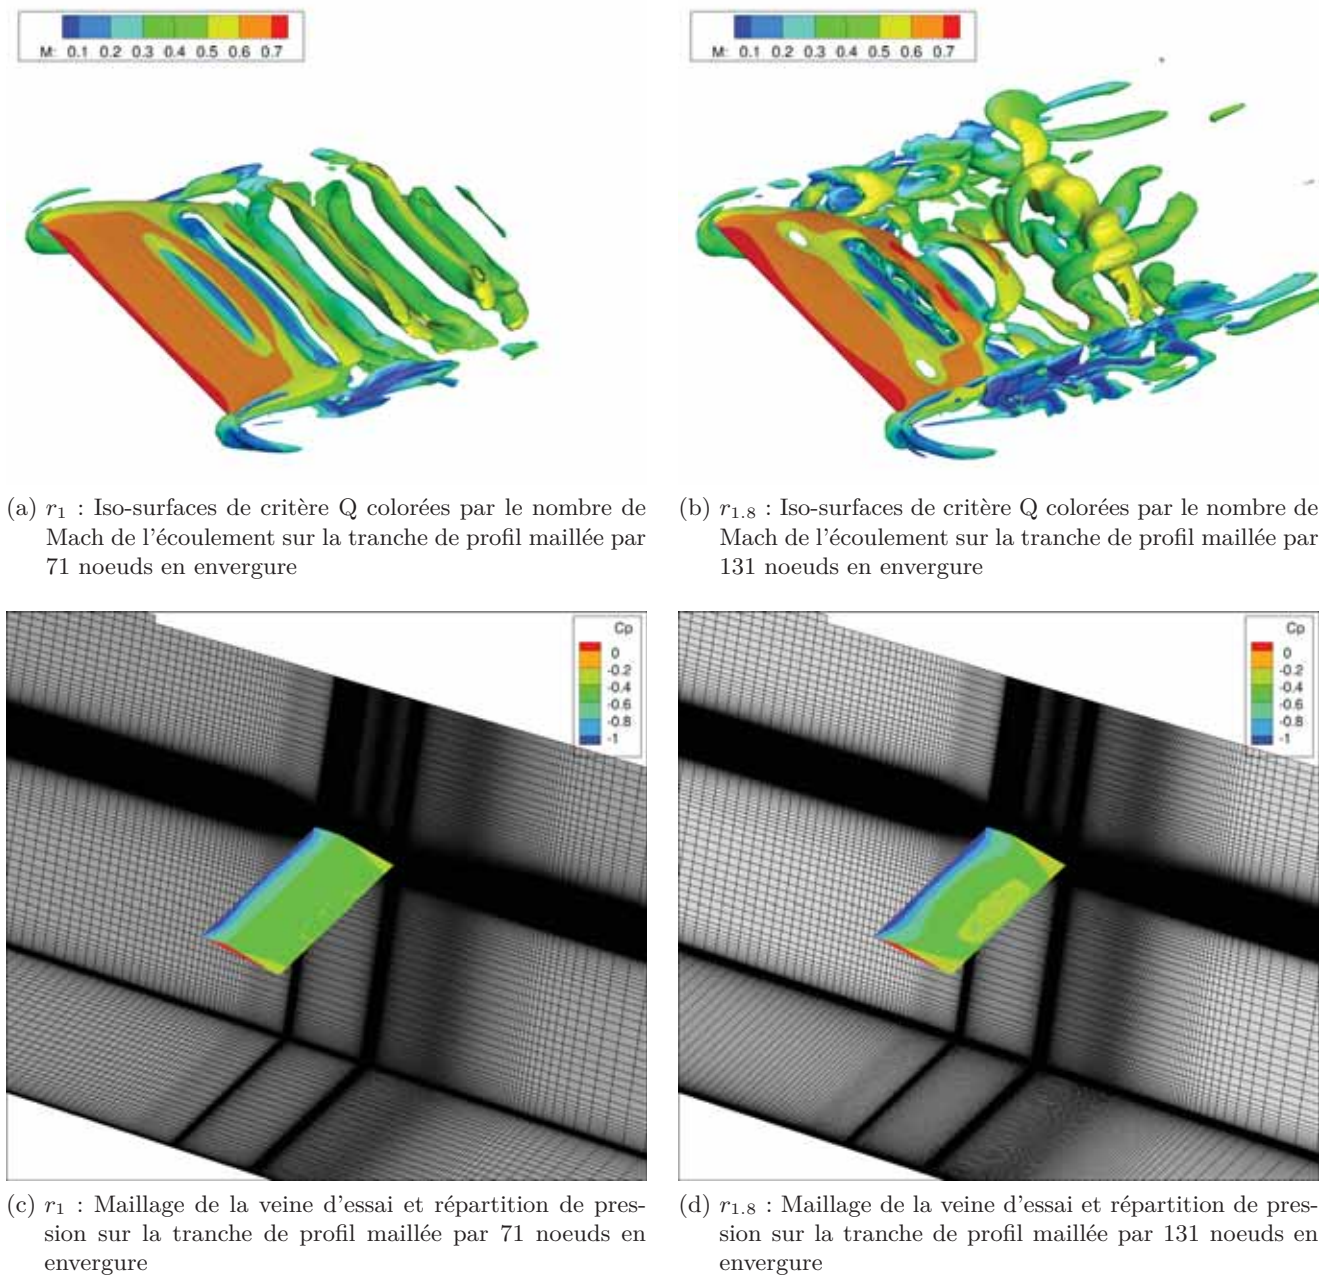 M: 0.1 0.2 0.3 0.4 0.5 0.6 0.7
M: 0.1 0.2 0.3 0.4 0.5 0.6 0.7
(a) r1 : Iso-surfaces de critère Q colorées par le nombre de
Mach de l'écoulement sur la tranche de profil maillée par
71 noeuds en envergure
(b) r1.8 : Iso-surfaces de critère Q colorées par le nombre de
Mach de l'écoulement sur la tranche de profil maillée par
131 noeuds en envergure
Cp
0
-0.2
-0.4
-0.6
-0.8
-1
Cp
0
-0.2
-0.4
-0.6
-0.8
-1
(c) r1 : Maillage de la veine d'essai et répartition de pres-
sion sur la tranche de profil maillée par 71 noeuds en
envergure
(d) r1.8 : Maillage de la veine d'essai et répartition de pres-
sion sur la tranche de profil maillée par 131 noeuds en
envergure